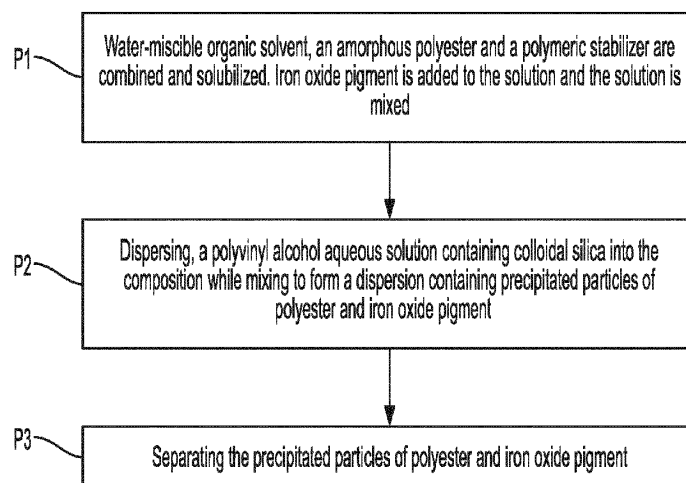 P1
Water-miscible organic solvent, an amorphous polyester and a polymeric stabilizer are
combined and solubilized. Iron oxide pigment is added to the solution and the solution is
mixed
P2
Dispersing, a polyvinyl alcohol aqueous solution containing colloidal silica into the
composition while mixing to form a dispersion containing precipitated particles of
polyester and iron oxide pigment
P3
Separating the precipitated particles of polyester and iron oxide pigment